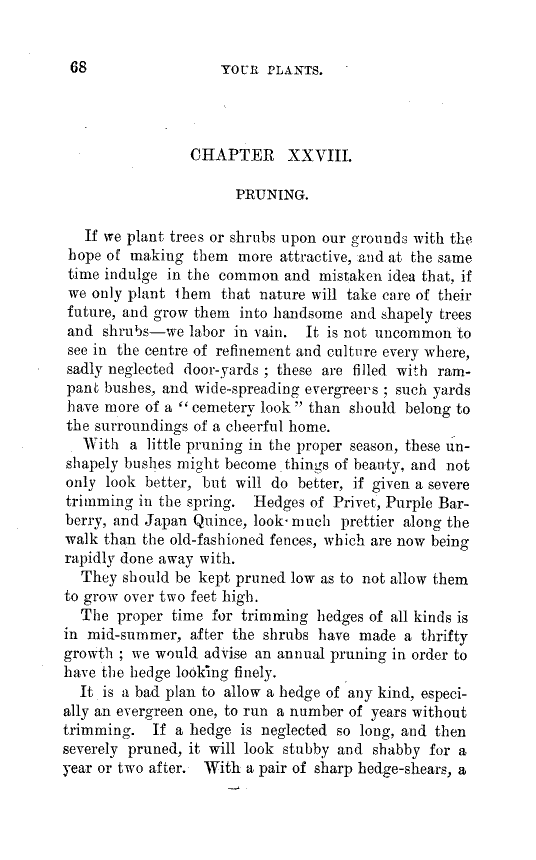 68 YOUR PLANTS.
CHAPTER XXVIII.
PRUNING.
If we plant trees or shrubs upon our grounds with the
hope of making them more attractive, and at the same
time indulge in the common and mistaken idea that, if
we only plant them that nature will take care of their
future, and grow them into handsome and shapely trees
and shrubs—we labor in vain. It is not uncommon to
see in the centre of refinement and culture every where,
sadly neglected door-yards ; these are filled with ram-
pant bushes, and wide-spreading evergreens ; such yards
have more of a “ cemetery look ” than should belong to
the surroundings of a cheerful home.
With a little pruning in the proper season, these un-
shapely bushes might become things of beauty, and not
only look better, but will do better, if given a severe
trimming in the spring. Hedges of Privet, Purple Bar-
berry, and Japan Quince, look much prettier along the
walk than the old-fashioned fences, which are now being
rapidly done away with.
They should be kept pruned low as to not allow them
to grow over two feet high.
The proper time for trimming hedges of all kinds is
in mid-summer, after the shrubs have made a thrifty
growth ; we would advise an annual pruning in order to
have the hedge looking finely.
It is a bad plan to allow a hedge of any kind, especi-
ally an evergreen one, to run a number of years without
trimming. If a hedge is neglected so long, and then
severely pruned, it will look stubby and shabby for a
year or two after. With a pair of sharp hedge-shears, a